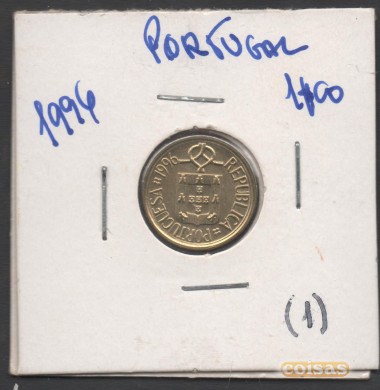 PORTUGAL
1996
1$00
1996 REPUBLICA PORTUGUESA
(1)
coisas